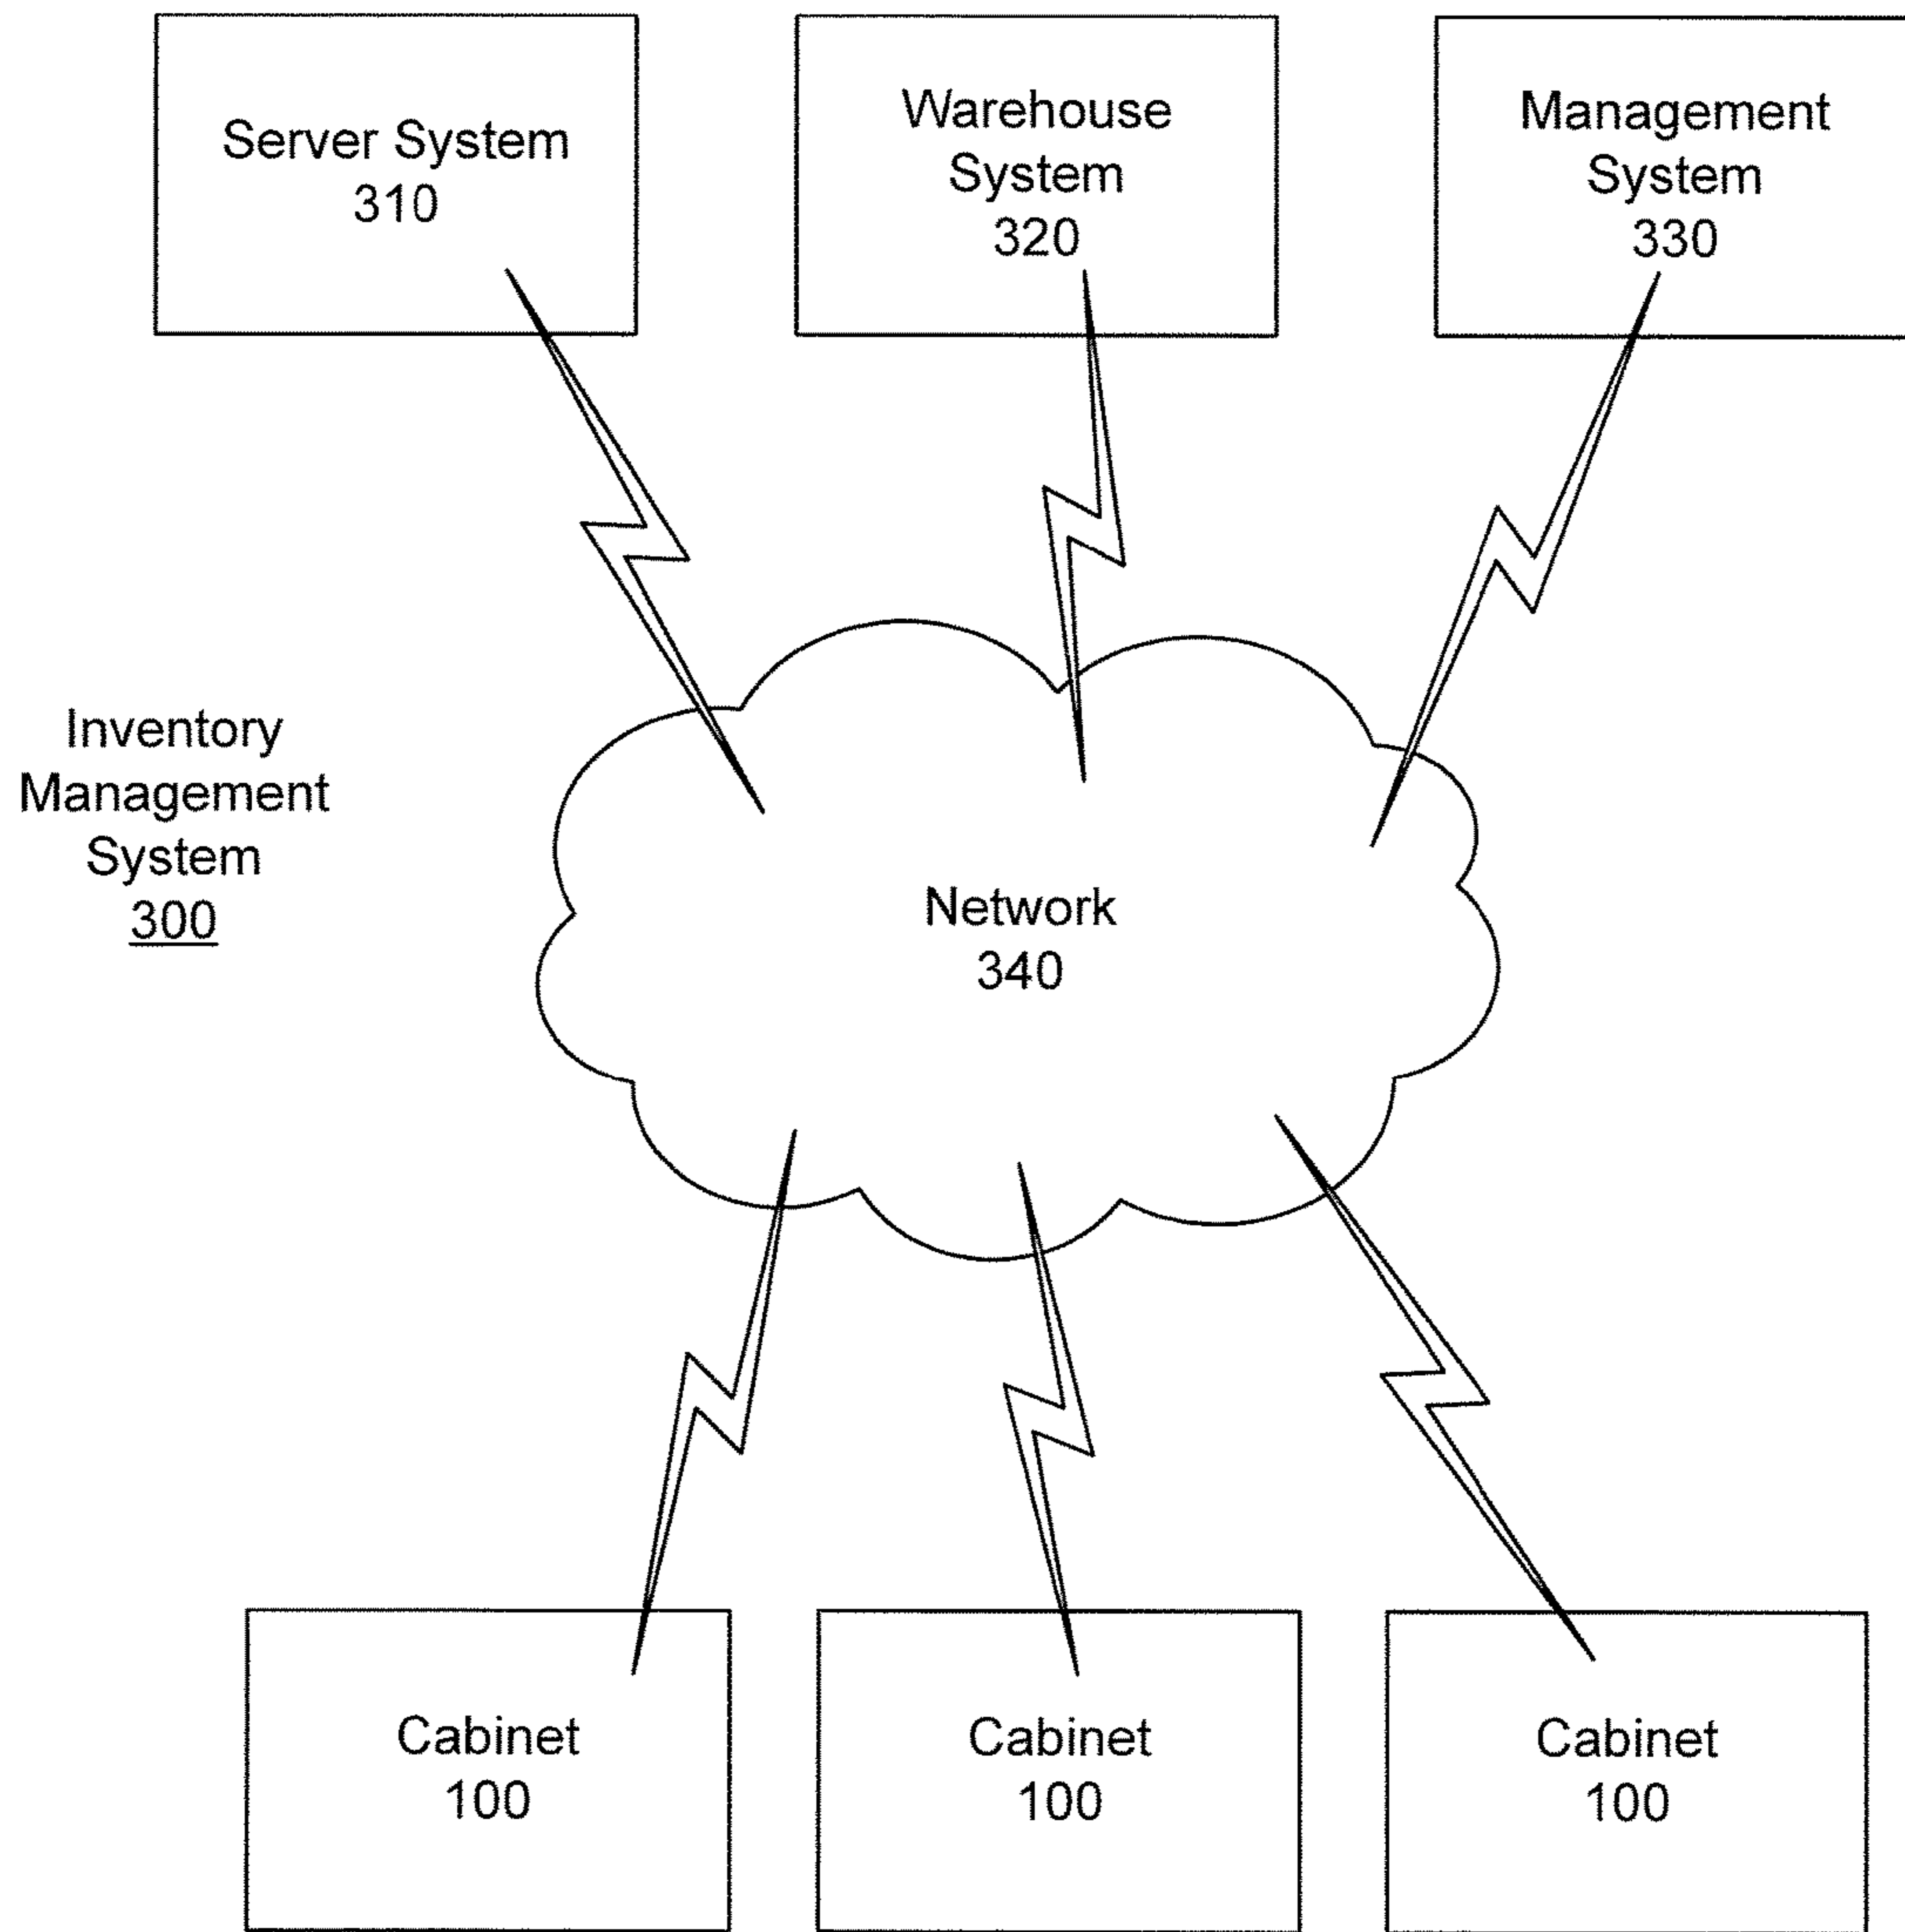 Server System
310
Warehouse
System
320
Management
System
330
Inventory
Management
System
300
Network
340
Cabinet
100
Cabinet
100
Cabinet
100